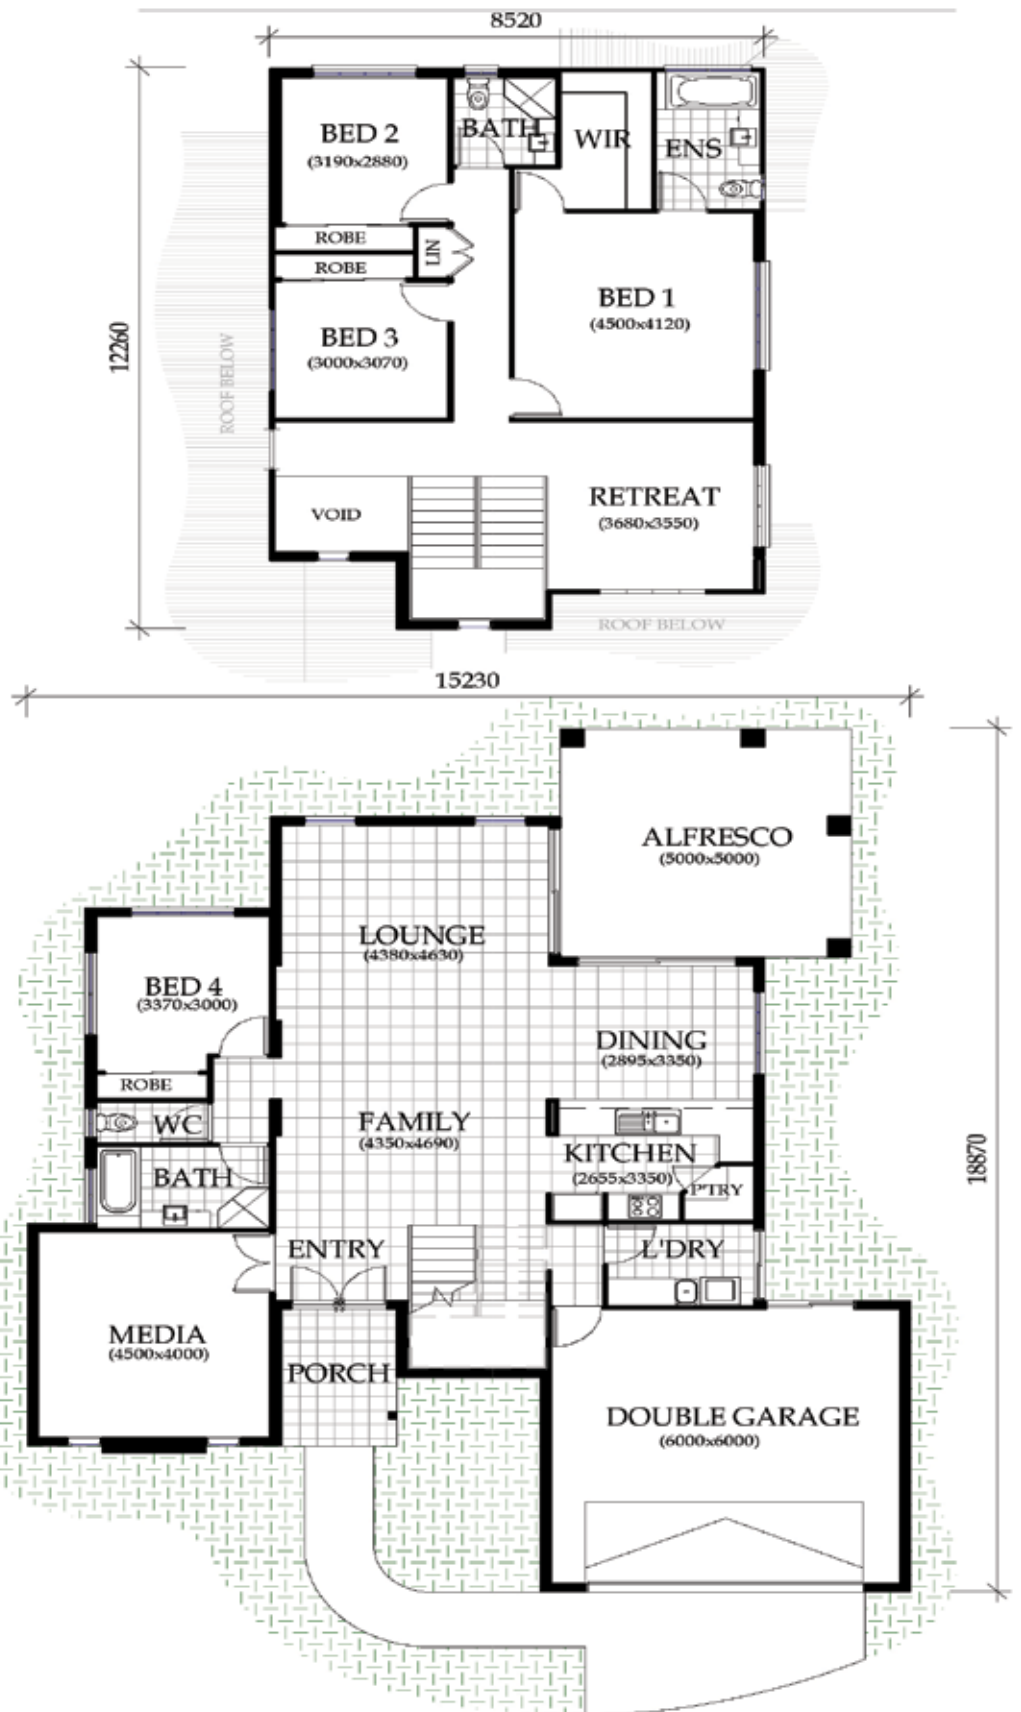 8520
BED 2
(3190x2880)
BATH
WIR
ENS
ROBE
LIN
ROBE
BED 1
(4500x4120)
BED 3
(3000x3070)
12260
ROOF BELOW
RETREAT
(3680x3550)
VOID
ROOF BELOW
15230
ALFRESCO
(5000x5000)
LOUNGE
(4380x4630)
BED 4
(3370x3000)
DINING
(2895x3350)
ROBE
WC
FAMILY
(4350x4690)
KITCHEN
(2655x3350)
P'TRY
18870
BATH
ENTRY
L'DRY
MEDIA
(4500x4000)
PORCH
DOUBLE GARAGE
(6000x6000)